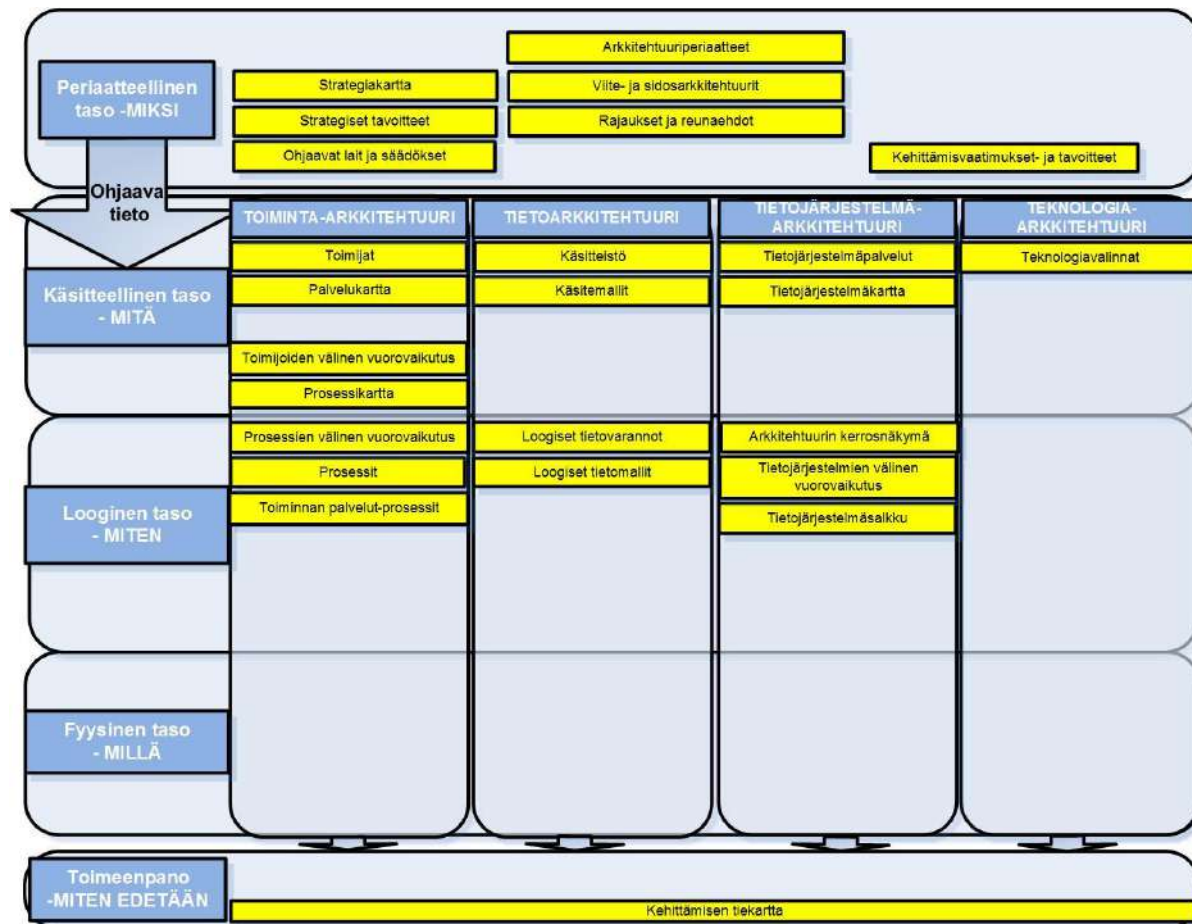 Periaatteellinen
taso -MIKSI
Arkkitehtuuriperiaatteet
Strategiakartta
Viite- ja sidosarkkitehtuurit
Strategiset tavoitteet
Rajaukset ja reunaehdot
Ohjaavat lait ja säädökset
Kehittämisvaatimukset- ja tavoitteet
Ohjaava
tieto
TOIMINTA-ARKKITEHTUURI
TIETOARKKITEHTUURI
TIETOJÄRJESTELMÄ-
ARKKITEHTUURI
TEKNOLOGIA-
ARKKITEHTUURI
Käsitteellinen taso
- MITÄ
Toimijat
Käsitteistö
Tietojärjestelmäpalvelut
Teknologiavalinnat
Palvelukartta
Käsitemallit
Tietojärjestelmäkartta
Toimijoiden välinen vuorovaikutus
Prosessikartta
Looginen taso
- MITEN
Prosessien välinen vuorovaikutus
Loogiset tietovarannot
Arkkitehtuurin kerrosnäkymä
Prosessit
Loogiset tietomallit
Tietojärjestelmien välinen
vuorovaikutus
Toiminnan palvelut-prosessit
Tietojärjestelmäsalkku
Fyysinen taso
- MILLÄ
Toimeenpano
-MITEN EDETÄÄN
Kehittämisen tiekartta